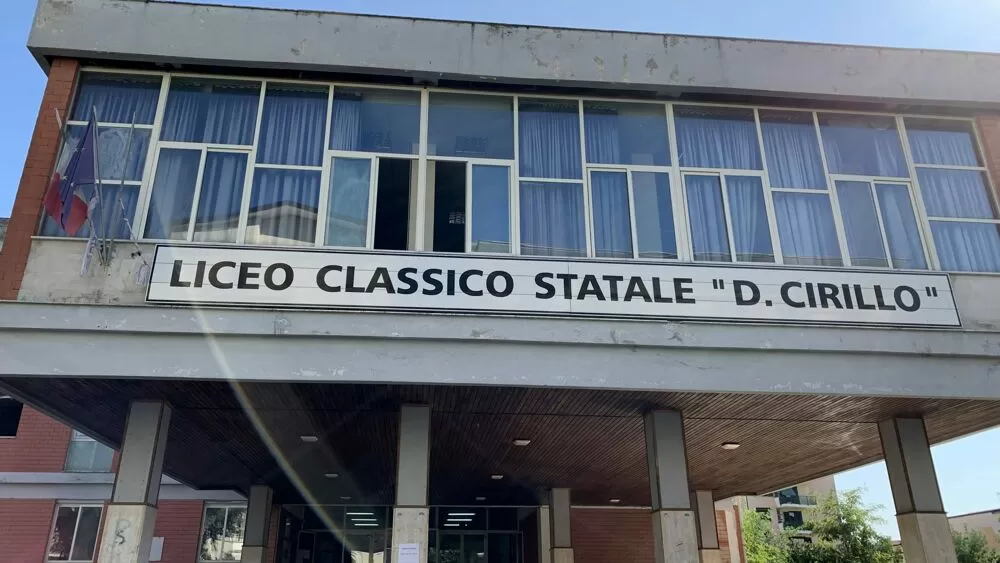 LICEO CLASSICO STATALE "D. CIRILLO"